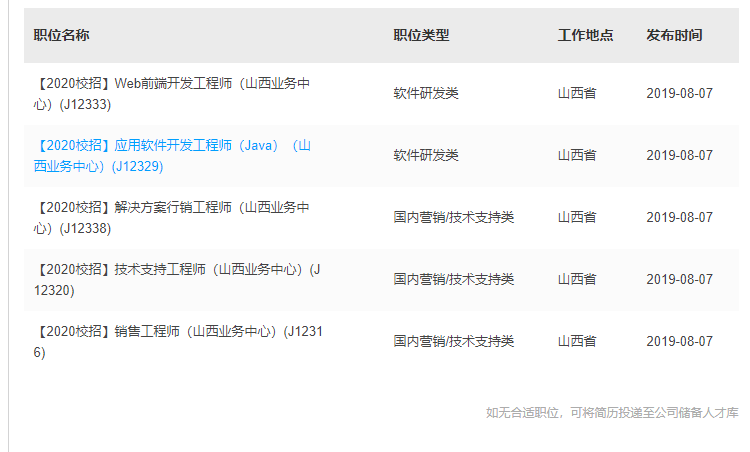 职位名称 职位类型 工作地点 发布时间
【2020校招】Web前端开发工程师（山西业务中
心）(J12333) 软件研发类 山西省 2019-08-07
【2020校招】应用软件开发工程师（Java）（山
西业务中心）(J12329) 软件研发类 山西省 2019-08-07
【2020校招】解决方案行销工程师（山西业务中
心）(J12338) 国内营销/技术支持类 山西省 2019-08-07
【2020校招】技术支持工程师（山西业务中心）(J
12320) 国内营销/技术支持类 山西省 2019-08-07
【2020校招】销售工程师（山西业务中心）(J1231
6) 国内营销/技术支持类 山西省 2019-08-07
如无合适职位，可将简历投递至公司储备人才库